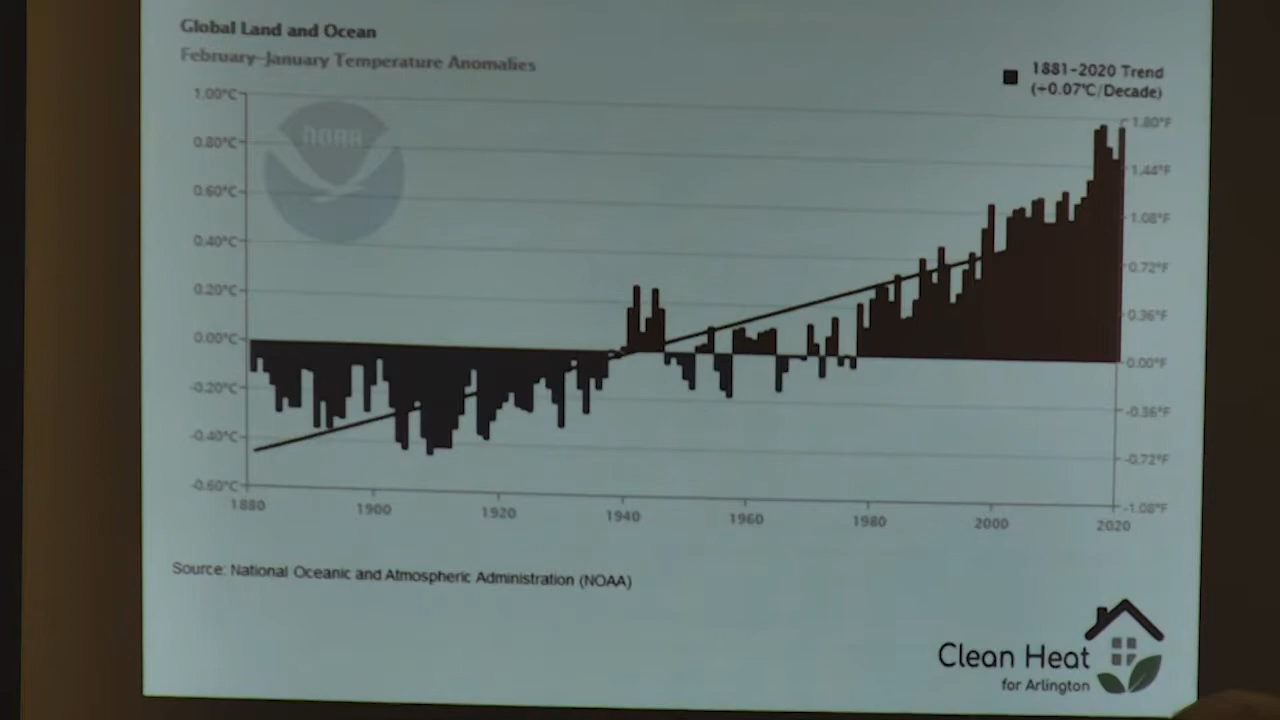 Global Land and Ocean
February–January Temperature Anomalies
1881–2020 Trend
(+0.07°C/Decade)
1.00°C
0.80°C
0.60°C
0.40°C
0.20°C
0.00°C
-0.20°C
-0.40°C
-0.60°C
noaa
1.80°F
1.44°F
1.08°F
0.72°F
0.36°F
0.00°F
-0.36°F
-0.72°F
-1.08°F
1880 1900 1920 1940 1960 1980 2000 2020
Source: National Oceanic and Atmospheric Administration (NOAA)
Clean Heat
for Arlington